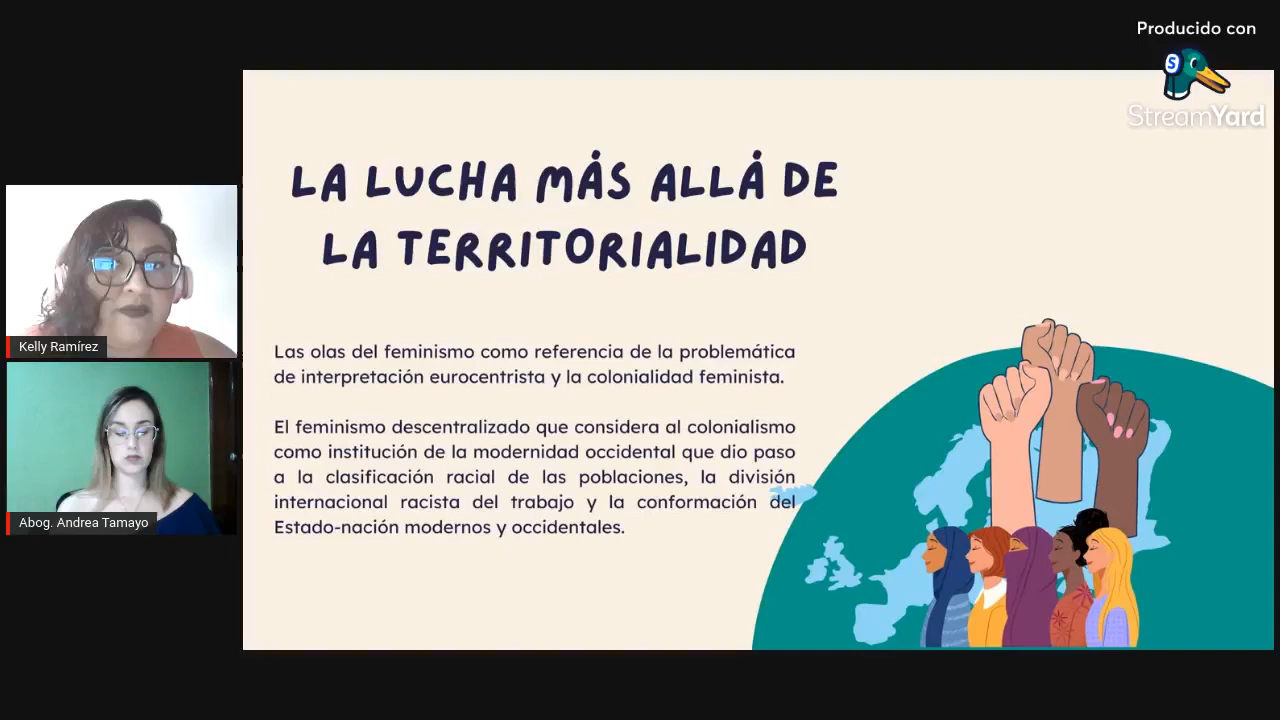 Producido con
S
StreamYard
LA LUCHA MÁS ALLÁ DE
LA TERRITORIALIDAD
Kelly Ramírez
Abog. Andrea Tamayo
Las olas del feminismo como referencia de la problemática
de interpretación eurocentrista y la colonialidad feminista.
El feminismo descentralizado que considera al colonialismo
como institución de la modernidad occidental que dio paso
a la clasificación racial de las poblaciones, la división
internacional racista del trabajo y la conformación del
Estado-nación modernos y occidentales.